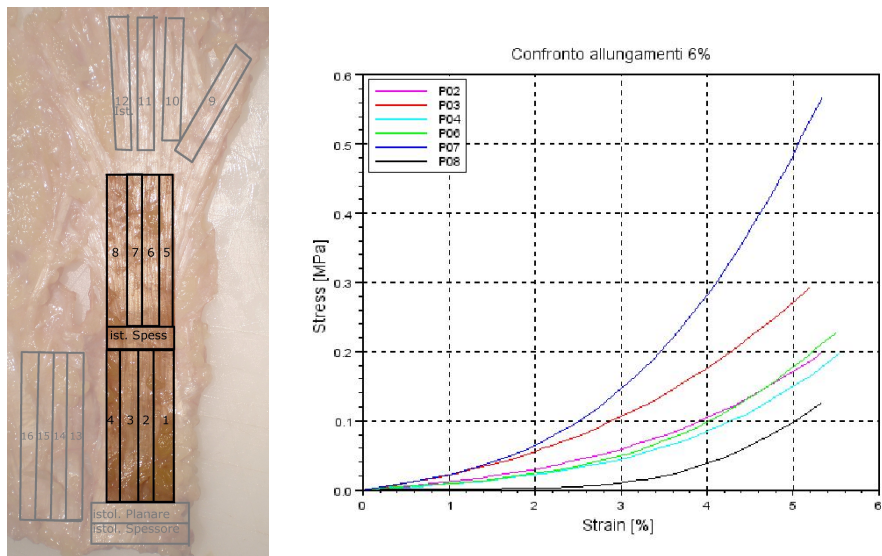 12
Ist.
11
10
9
8
7
6
5
ist. Spess
4
3
2
1
16
15
14
13
istol. Planare
istol. Spessore
Confronto allungamenti 6%
P02
P03
P04
P06
P07
P08
Stress [MPa]
0.6
0.5
0.4
0.3
0.2
0.1
0.0
0
1
2
3
4
5
6
Strain [%]